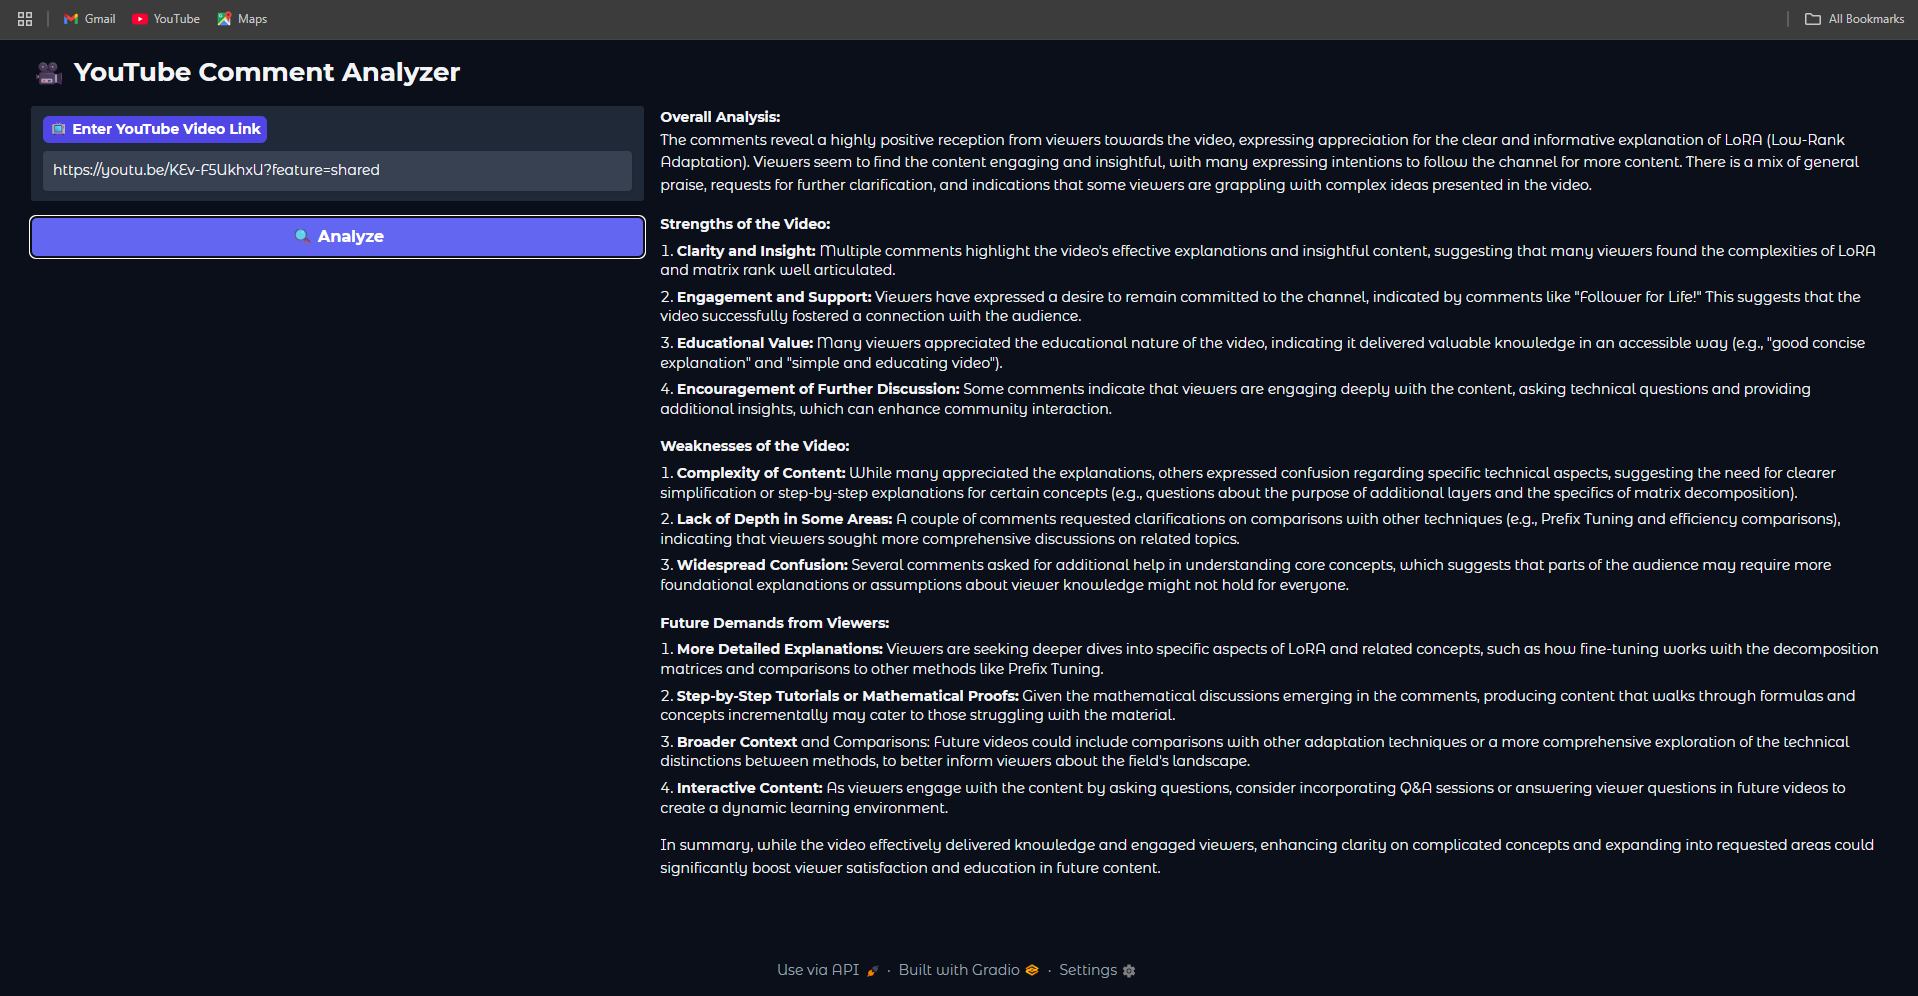 Gmail YouTube Maps All Bookmarks
YouTube Comment Analyzer
Enter YouTube Video Link
https://youtu.be/KEv-F5UkhxU?feature=shared
Analyze
Overall Analysis:
The comments reveal a highly positive reception from viewers towards the video, expressing appreciation for the clear and informative explanation of LoRA (Low-Rank
Adaptation). Viewers seem to find the content engaging and insightful, with many expressing intentions to follow the channel for more content. There is a mix of general
praise, requests for further clarification, and indications that some viewers are grappling with complex ideas presented in the video.
Strengths of the Video:
1. Clarity and Insight: Multiple comments highlight the video's effective explanations and insightful content, suggesting that many viewers found the complexities of LoRA
and matrix rank well articulated.
2. Engagement and Support: Viewers have expressed a desire to remain committed to the channel, indicated by comments like "Follower for Life!" This suggests that the
video successfully fostered a connection with the audience.
3. Educational Value: Many viewers appreciated the educational nature of the video, indicating it delivered valuable knowledge in an accessible way (e.g., "good concise
explanation" and "simple and educating video").
4. Encouragement of Further Discussion: Some comments indicate that viewers are engaging deeply with the content, asking technical questions and providing
additional insights, which can enhance community interaction.
Weaknesses of the Video:
1. Complexity of Content: While many appreciated the explanations, others expressed confusion regarding specific technical aspects, suggesting the need for clearer
simplification or step-by-step explanations for certain concepts (e.g., questions about the purpose of additional layers and the specifics of matrix decomposition).
2. Lack of Depth in Some Areas: A couple of comments requested clarifications on comparisons with other techniques (e.g., Prefix Tuning and efficiency comparisons),
indicating that viewers sought more comprehensive discussions on related topics.
3. Widespread Confusion: Several comments asked for additional help in understanding core concepts, which suggests that parts of the audience may require more
foundational explanations or assumptions about viewer knowledge might not hold for everyone.
Future Demands from Viewers:
1. More Detailed Explanations: Viewers are seeking deeper dives into specific aspects of LoRA and related concepts, such as how fine-tuning works with the decomposition
matrices and comparisons to other methods like Prefix Tuning.
2. Step-by-Step Tutorials or Mathematical Proofs: Given the mathematical discussions emerging in the comments, producing content that walks through formulas and
concepts incrementally may cater to those struggling with the material.
3. Broader Context and Comparisons: Future videos could include comparisons with other adaptation techniques or a more comprehensive exploration of the technical
distinctions between methods, to better inform viewers about the field's landscape.
4. Interactive Content: As viewers engage with the content by asking questions, consider incorporating Q&A sessions or answering viewer questions in future videos to
create a dynamic learning environment.
In summary, while the video effectively delivered knowledge and engaged viewers, enhancing clarity on complicated concepts and expanding into requested areas could
significantly boost viewer satisfaction and education in future content.
Use via API · Built with Gradio · Settings